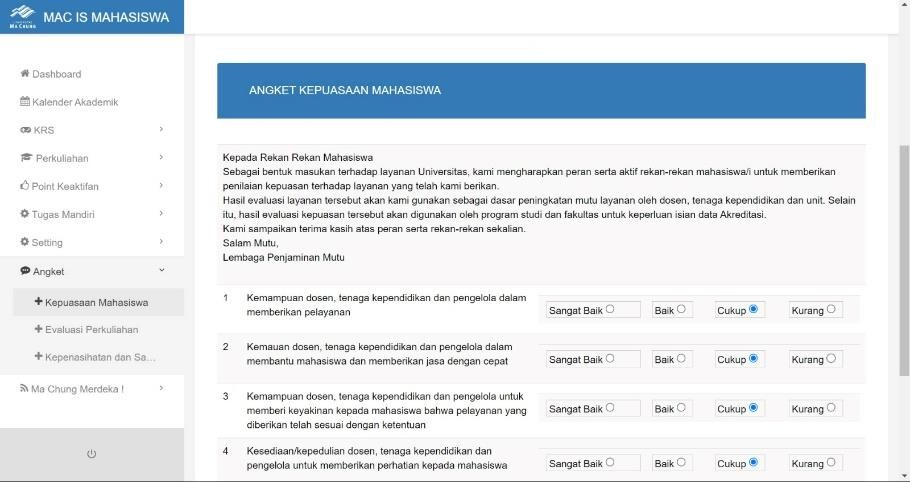 UNIVERSITAS
MA CHUNG
MAC IS MAHASISWA
Dashboard
Kalender Akademik
KRS
Perkuliahan
Point Keaktifan
Tugas Mandiri
Setting
Angket
Kepuasaan Mahasiswa
Evaluasi Perkuliahan
Kepenasihatan dan Sa...
Ma Chung Merdeka !
ANGKET KEPUASAAN MAHASISWA
Kepada Rekan Rekan Mahasiswa
Sebagai bentuk masukan terhadap layanan Universitas, kami mengharapkan peran serta aktif rekan-rekan mahasiswa/i untuk memberikan
penilaian kepuasan terhadap layanan yang telah kami berikan.
Hasil evaluasi layanan tersebut akan kami gunakan sebagai dasar peningkatan mutu layanan oleh dosen, tenaga kependidikan dan unit. Selain
itu, hasil evaluasi kepuasan tersebut akan digunakan oleh program studi dan fakultas untuk keperluan isian data Akreditasi.
Kami sampaikan terima kasih atas peran serta rekan-rekan sekalian.
Salam Mutu,
Lembaga Penjaminan Mutu
1 Kemampuan dosen, tenaga kependidikan dan pengelola dalam
memberikan pelayanan
Sangat Baik Baik Cukup Kurang
2 Kemauan dosen, tenaga kependidikan dan pengelola dalam
membantu mahasiswa dan memberikan jasa dengan cepat
Sangat Baik Baik Cukup Kurang
3 Kemampuan dosen, tenaga kependidikan dan pengelola untuk
memberi keyakinan kepada mahasiswa bahwa pelayanan yang
diberikan telah sesuai dengan ketentuan
Sangat Baik Baik Cukup Kurang
4 Kesediaan/kepedulian dosen, tenaga kependidikan dan
pengelola untuk memberikan perhatian kepada mahasiswa
Sangat Baik Baik Cukup Kurang